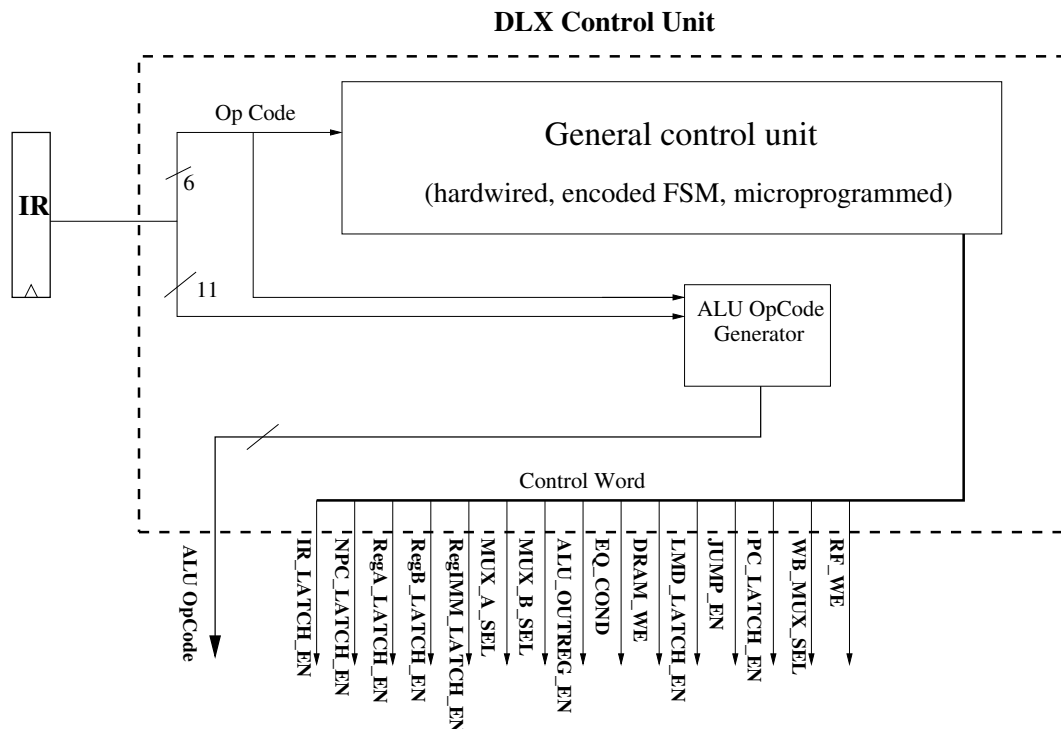 DLX Control Unit
Op Code
General control unit
(hardwired, encoded FSM, microprogrammed)
6
IR
11
ALU OpCode
Generator
Control Word
ALU OpCode
IR_LATCH_EN
NPC_LATCH_EN
RegA_LATCH_EN
RegB_LATCH_EN
RegIMM_LATCH_EN
MUX_A_SEL
MUX_B_SEL
ALU_OUTREG_EN
EQ_COND
DRAM_WE
LMD_LATCH_EN
JUMP_EN
PC_LATCH_EN
WB_MUX_SEL
RF_WE